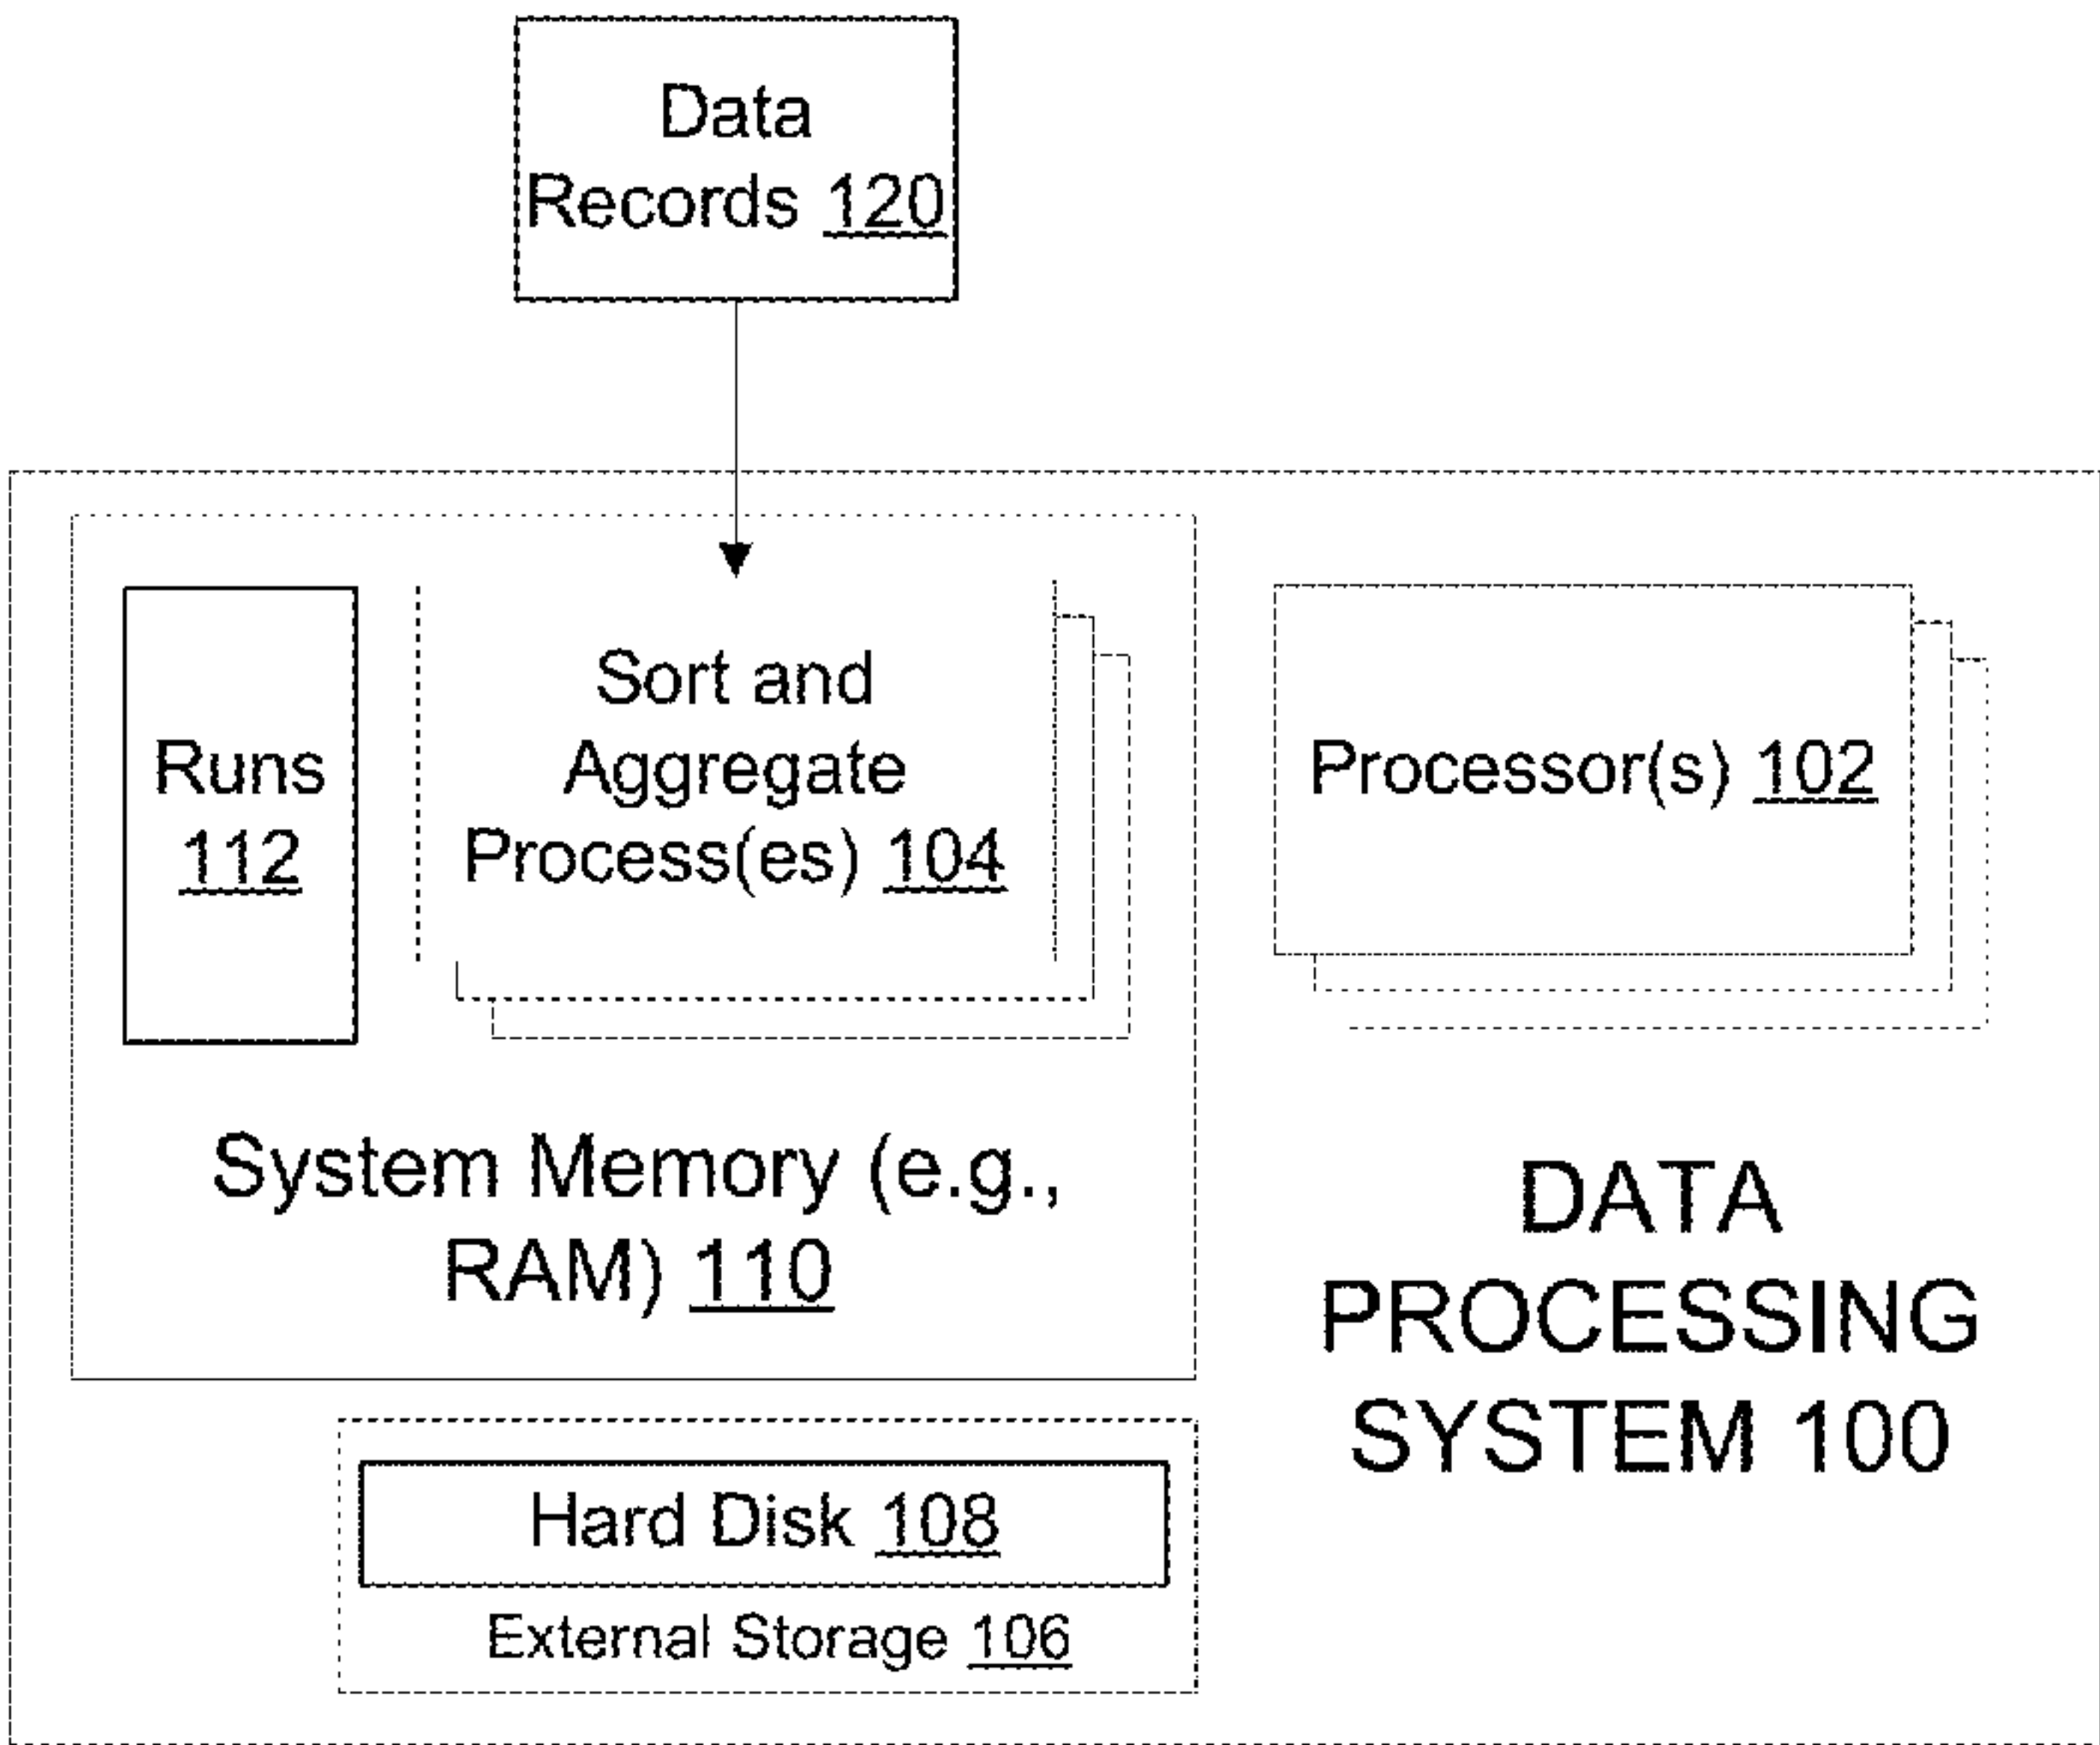 Data
Records 120
Runs
112
Sort and
Aggregate
Process(es) 104
Processor(s) 102
System Memory (e.g.,
RAM) 110
DATA
PROCESSING
SYSTEM 100
Hard Disk 108
External Storage 106